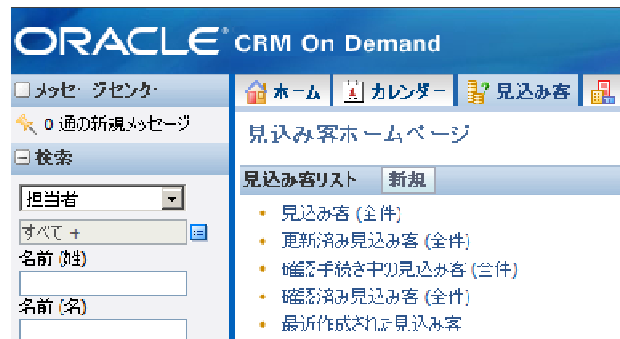 ORACLE CRM On Demand
メッセージセンター
ホーム カレンダー 見込み客
0 通の新規メッセージ
見込み客ホームページ
検索
見込み客リスト 新規
担当者
見込み客 (全件)
すべて +
更新済み見込み客 (全件)
名前 (姓)
確認手続き中の見込み客 (全件)
確認済み見込み客 (全件)
名前 (名)
最近作成された見込み客